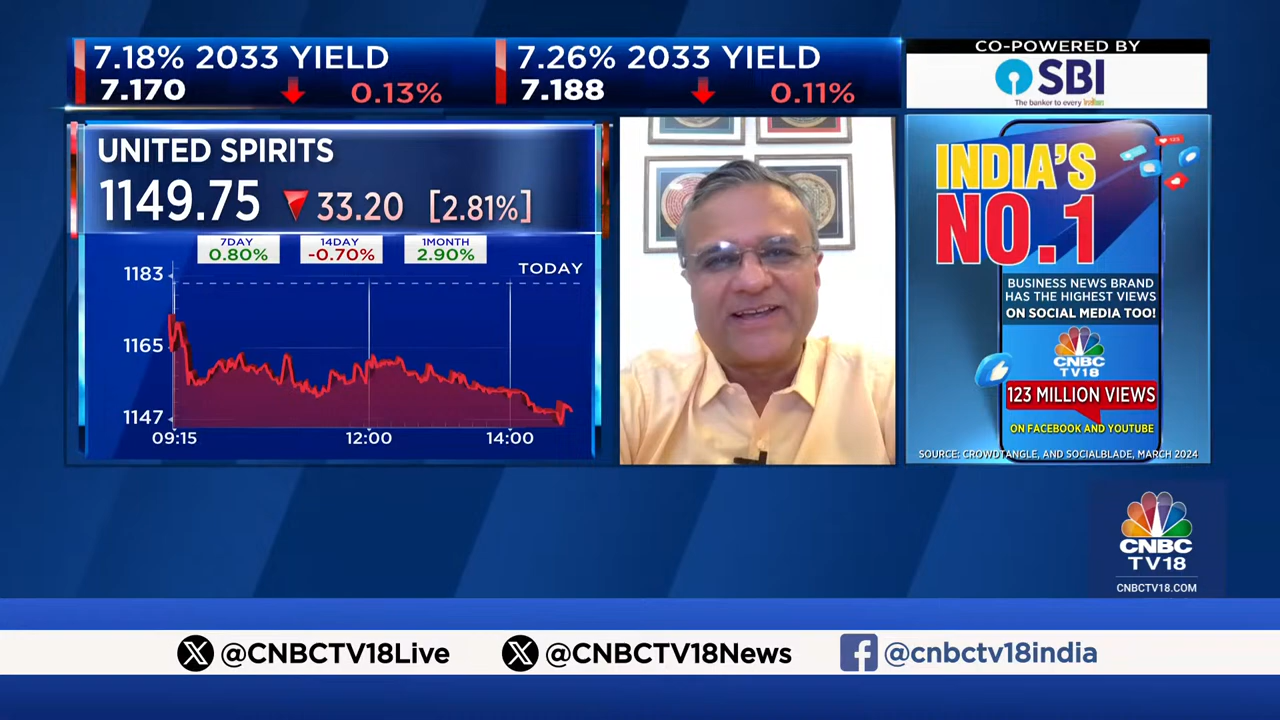 7.18% 2033 YIELD
7.170 0.13%
7.26% 2033 YIELD
7.188 0.11%
CO-POWERED BY
SBI
The banker to every Indian
UNITED SPIRITS
1149.75 33.20 [2.81%]
7DAY
0.80%
14DAY
-0.70%
1MONTH
2.90%
TODAY
1183
1165
1147
09:15 12:00 14:00
INDIA'S
NO.1
BUSINESS NEWS BRAND
HAS THE HIGHEST VIEWS
ON SOCIAL MEDIA TOO!
CNBC
TV18
123 MILLION VIEWS
ON FACEBOOK AND YOUTUBE
SOURCE: CROWDTANGLE, AND SOCIALBLADE, MARCH 2024
CNBC
TV18
CNBCTV18.COM
@CNBCTV18Live
@CNBCTV18News
@cnbctv18india